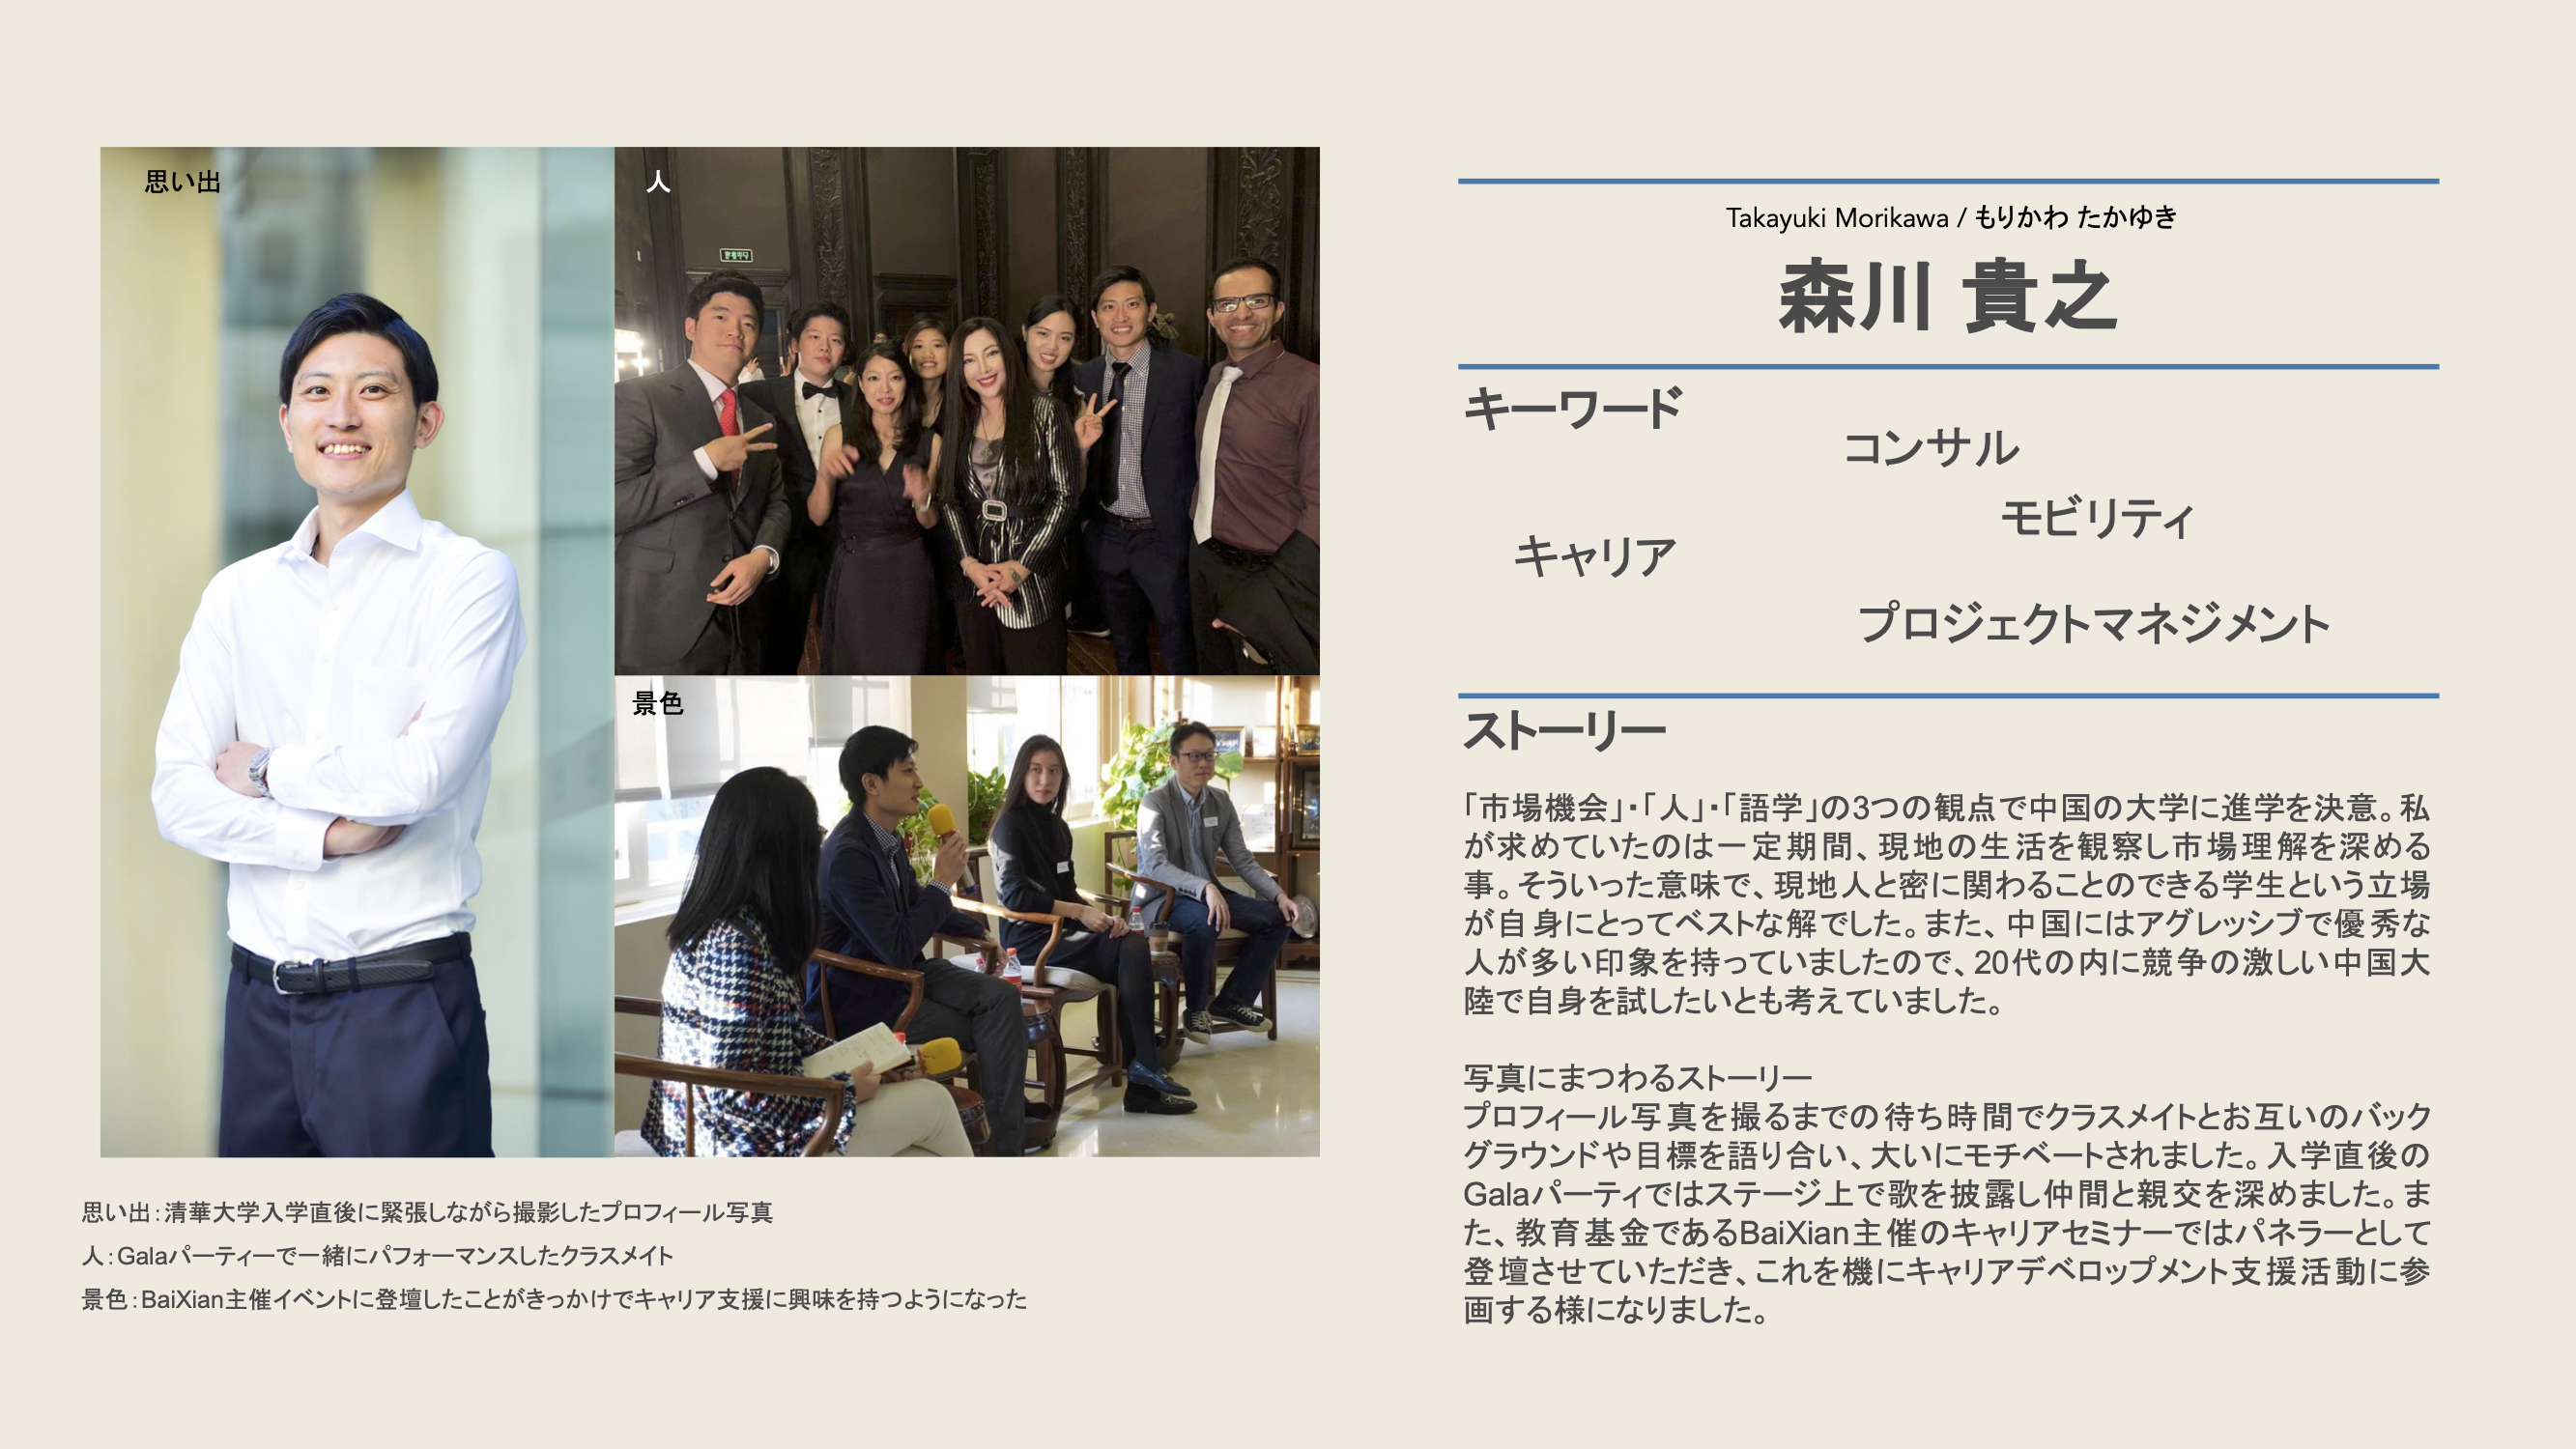 思い出
人
景色
思い出：清華大学入学直後に緊張しながら撮影したプロフィール写真
人：Galaパーティーで一緒にパフォーマンスしたクラスメイト
景色：BaiXian主催イベントに登壇したことがきっかけでキャリア支援に興味を持つようになった
Takayuki Morikawa / もりかわ たかゆき
森川 貴之
キーワード
コンサル
モビリティ
キャリア
プロジェクトマネジメント
ストーリー
「市場機会」・「人」・「語学」の3つの観点で中国の大学に進学を決意。私
が求めていたのは一定期間、現地の生活を観察し市場理解を深める
事。そういった意味で、現地人と密に関わることのできる学生という立場
が自身にとってベストな解でした。また、中国にはアグレッシブで優秀な
人が多い印象を持っていましたので、20代の内に競争の激しい中国大
陸で自身を試したいとも考えていました。
写真にまつわるストーリー
プロフィール写真を撮るまでの待ち時間でクラスメイトとお互いのバック
グラウンドや目標を語り合い、大いにモチベートされました。入学直後の
Galaパーティではステージ上で歌を披露し仲間と親交を深めました。ま
た、教育基金であるBaiXian主催のキャリアセミナーではパネラーとして
登壇させていただき、これを機にキャリアデベロップメント支援活動に参
画する様になりました。